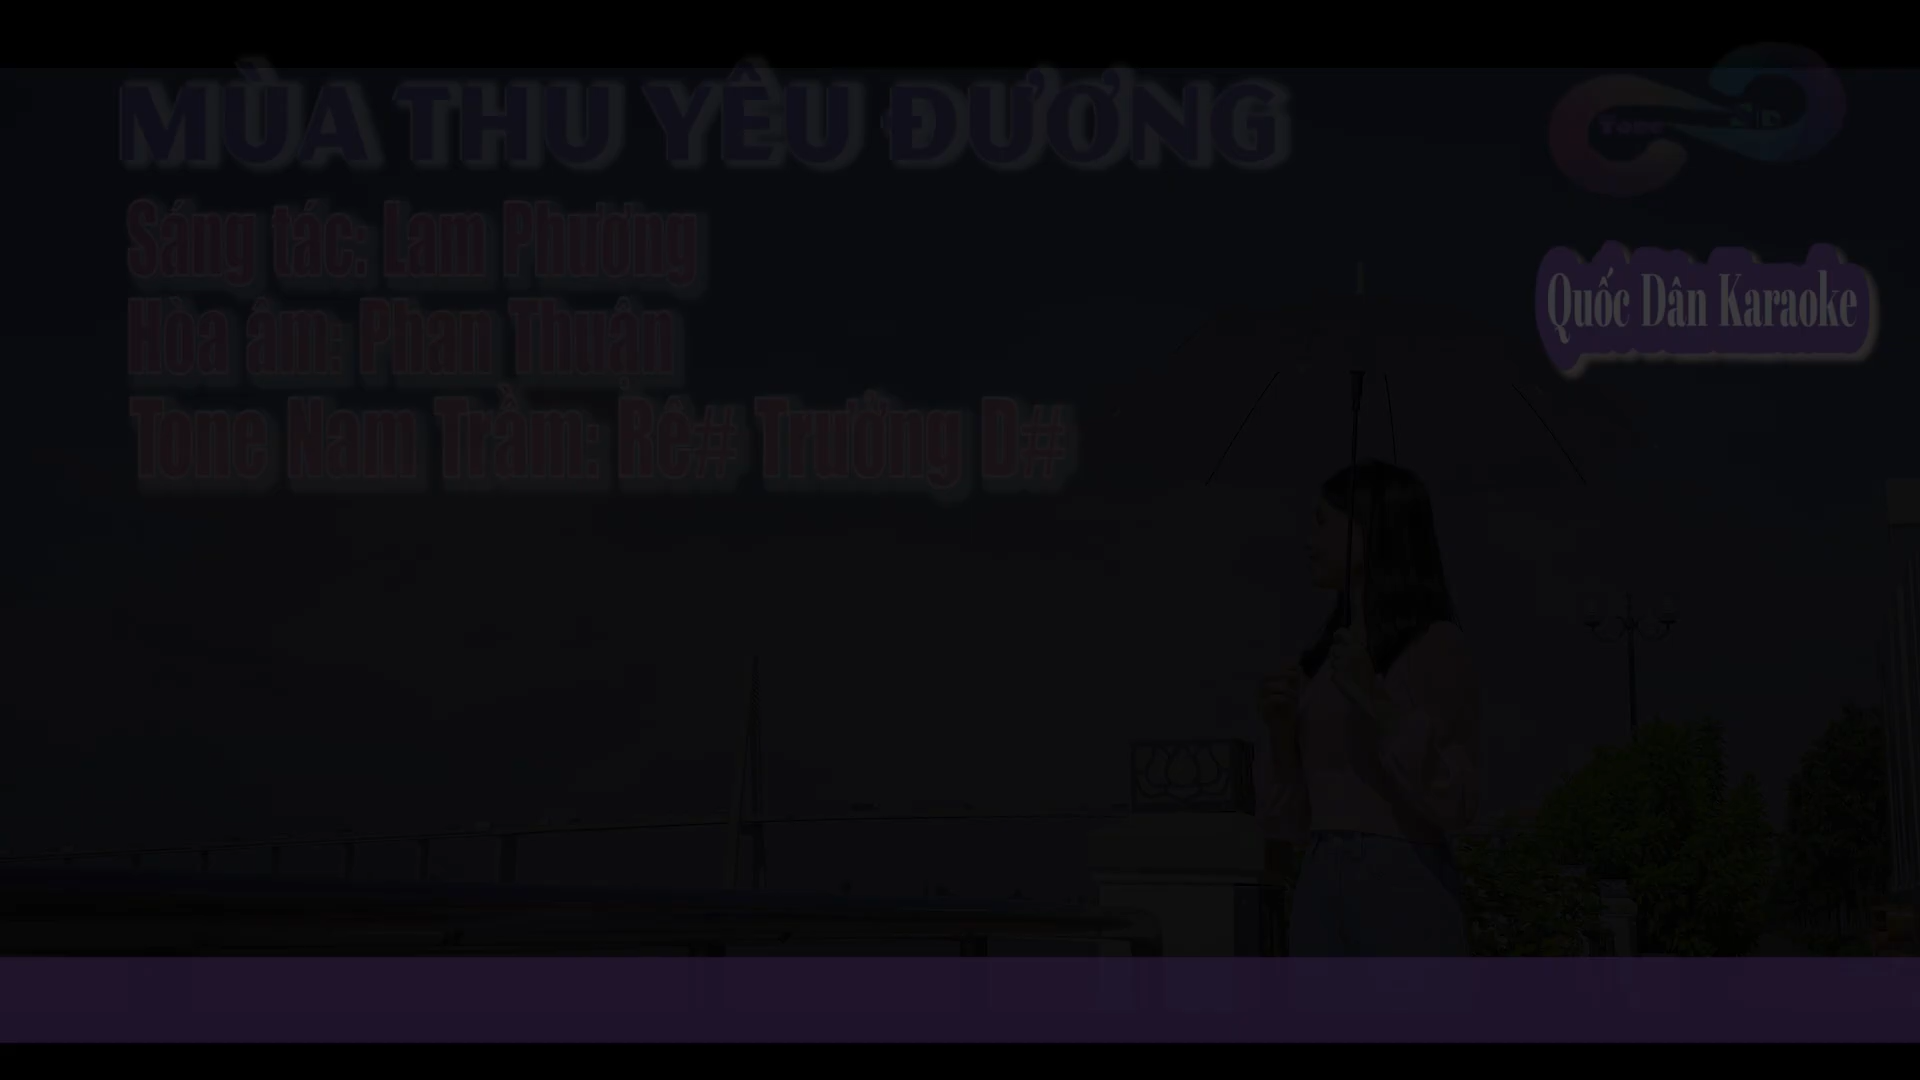 MÙA THU YÊU ĐƯƠNG
Sáng tác: Lam Phương
Hòa âm: Phan Thuận
Tone Nam Trầm: Rê# Trưởng D#
Quốc Dân Karaoke